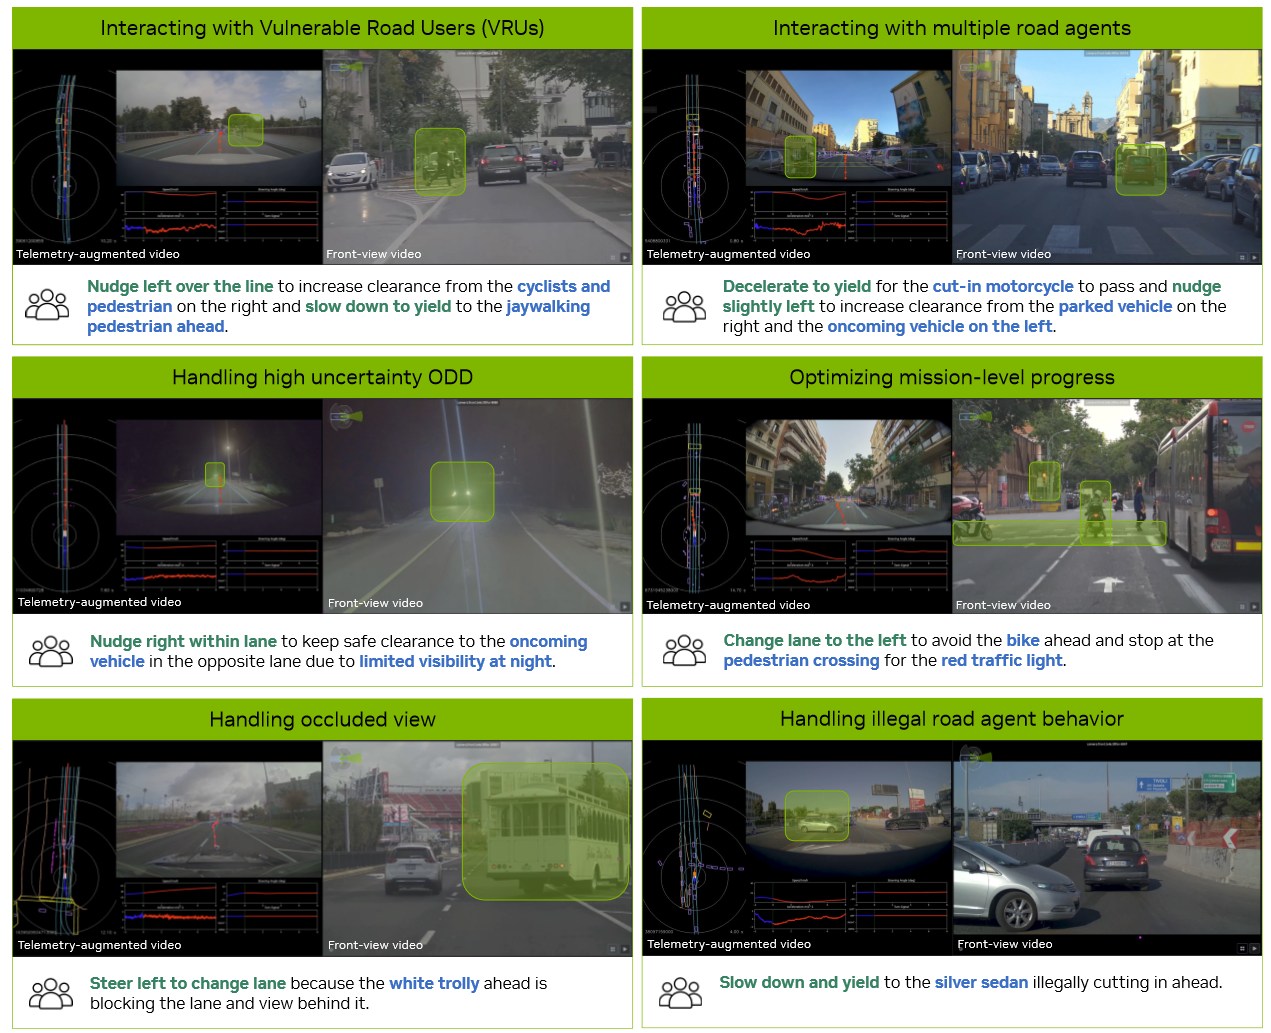 Interacting with Vulnerable Road Users (VRUs)
Telemetry-augmented video
Front-view video
Nudge left over the line to increase clearance from the cyclists and
pedestrian on the right and slow down to yield to the jaywalking
pedestrian ahead.
Interacting with multiple road agents
Telemetry-augmented video
Front-view video
Decelerate to yield for the cut-in motorcycle to pass and nudge
slightly left to increase clearance from the parked vehicle on the
right and the oncoming vehicle on the left.
Handling high uncertainty ODD
Telemetry-augmented video
Front-view video
Nudge right within lane to keep safe clearance to the oncoming
vehicle in the opposite lane due to limited visibility at night.
Optimizing mission-level progress
Telemetry-augmented video
Front-view video
Change lane to the left to avoid the bike ahead and stop at the
pedestrian crossing for the red traffic light.
Handling occluded view
Telemetry-augmented video
Front-view video
Steer left to change lane because the white trolly ahead is
blocking the lane and view behind it.
Handling illegal road agent behavior
Telemetry-augmented video
Front-view video
Slow down and yield to the silver sedan illegally cutting in ahead.